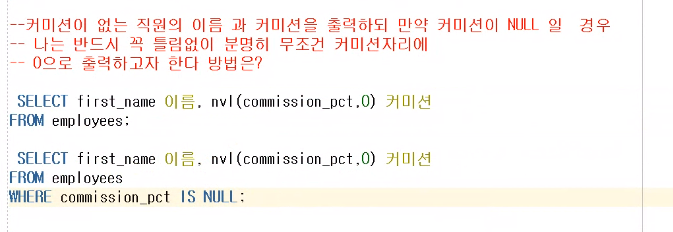 --커미션이 없는 직원의 이름 과 커미션을 출력하되 만약 커미션이 NULL 일 경우
-- 나는 반드시 꼭 틀림없이 분명히 무조건 커미션자리에
-- 0으로 출력하고자 한다 방법은?
SELECT first_name 이름, nvl(commission_pct,0) 커미션
FROM employees;
SELECT first_name 이름, nvl(commission_pct,0) 커미션
FROM employees
WHERE commission_pct IS NULL;